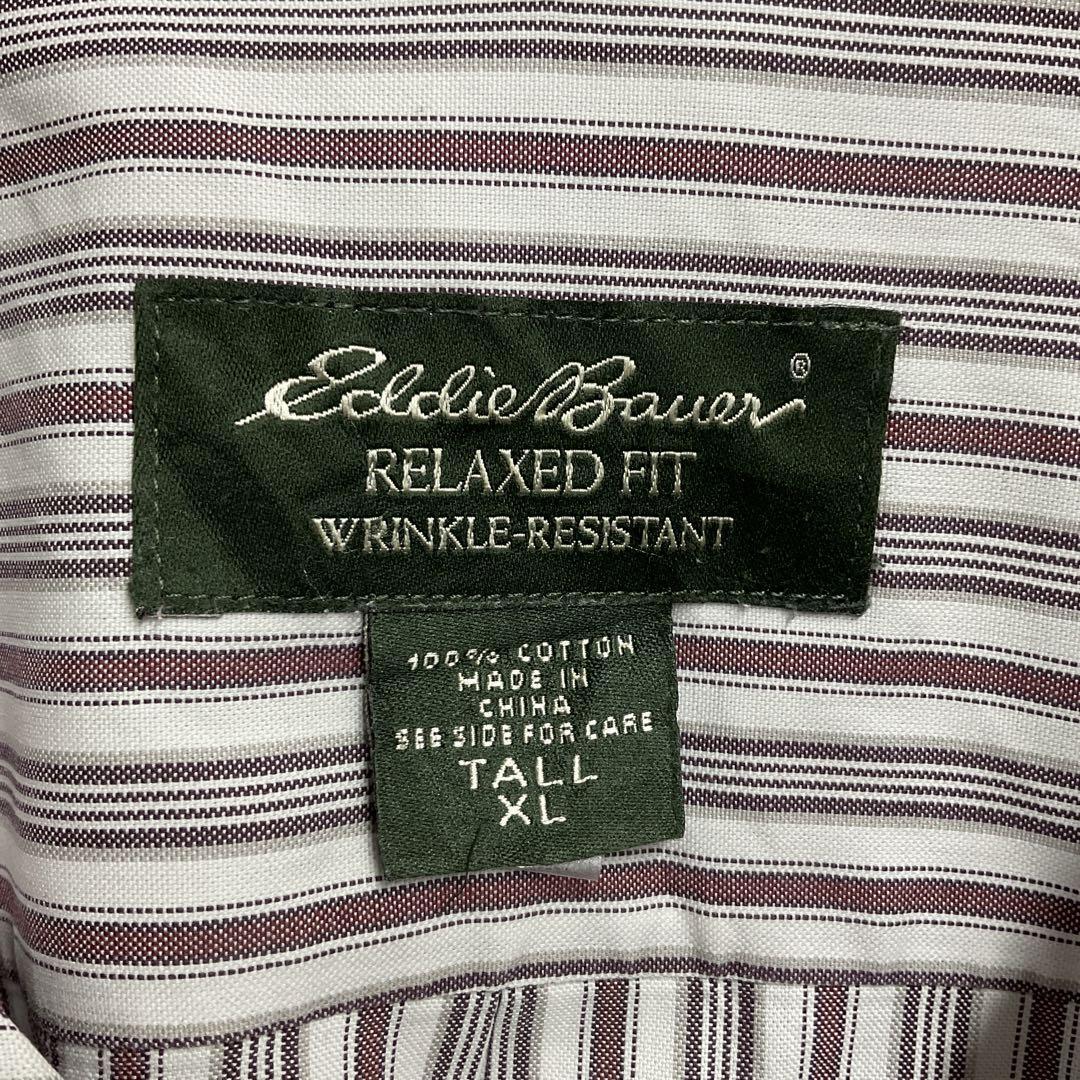 Eddie Bauer®
RELAXED FIT
WRINKLE-RESISTANT
100% COTTON
MADE IN
CHINA
SEE SIDE FOR CARE
TALL
XL